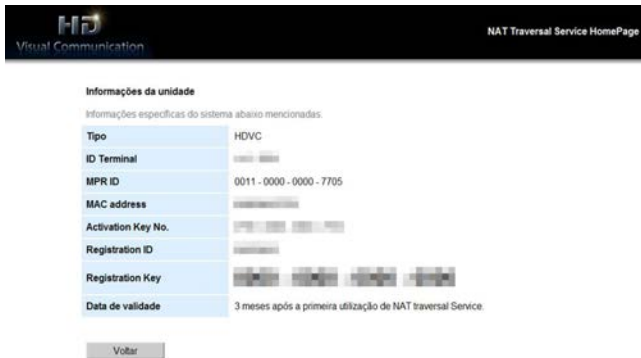 HD
Visual Communication
NAT Traversal Service HomePage
Informações da unidade
Informações específicas do sistema abaixo mencionadas.
Tipo HDVC
ID Terminal
MPR ID 0011 - 0000 - 0000 - 7705
MAC address
Activation Key No.
Registration ID
Registration Key
Data de validade 3 meses após a primeira utilização de NAT traversal Service.
Voltar